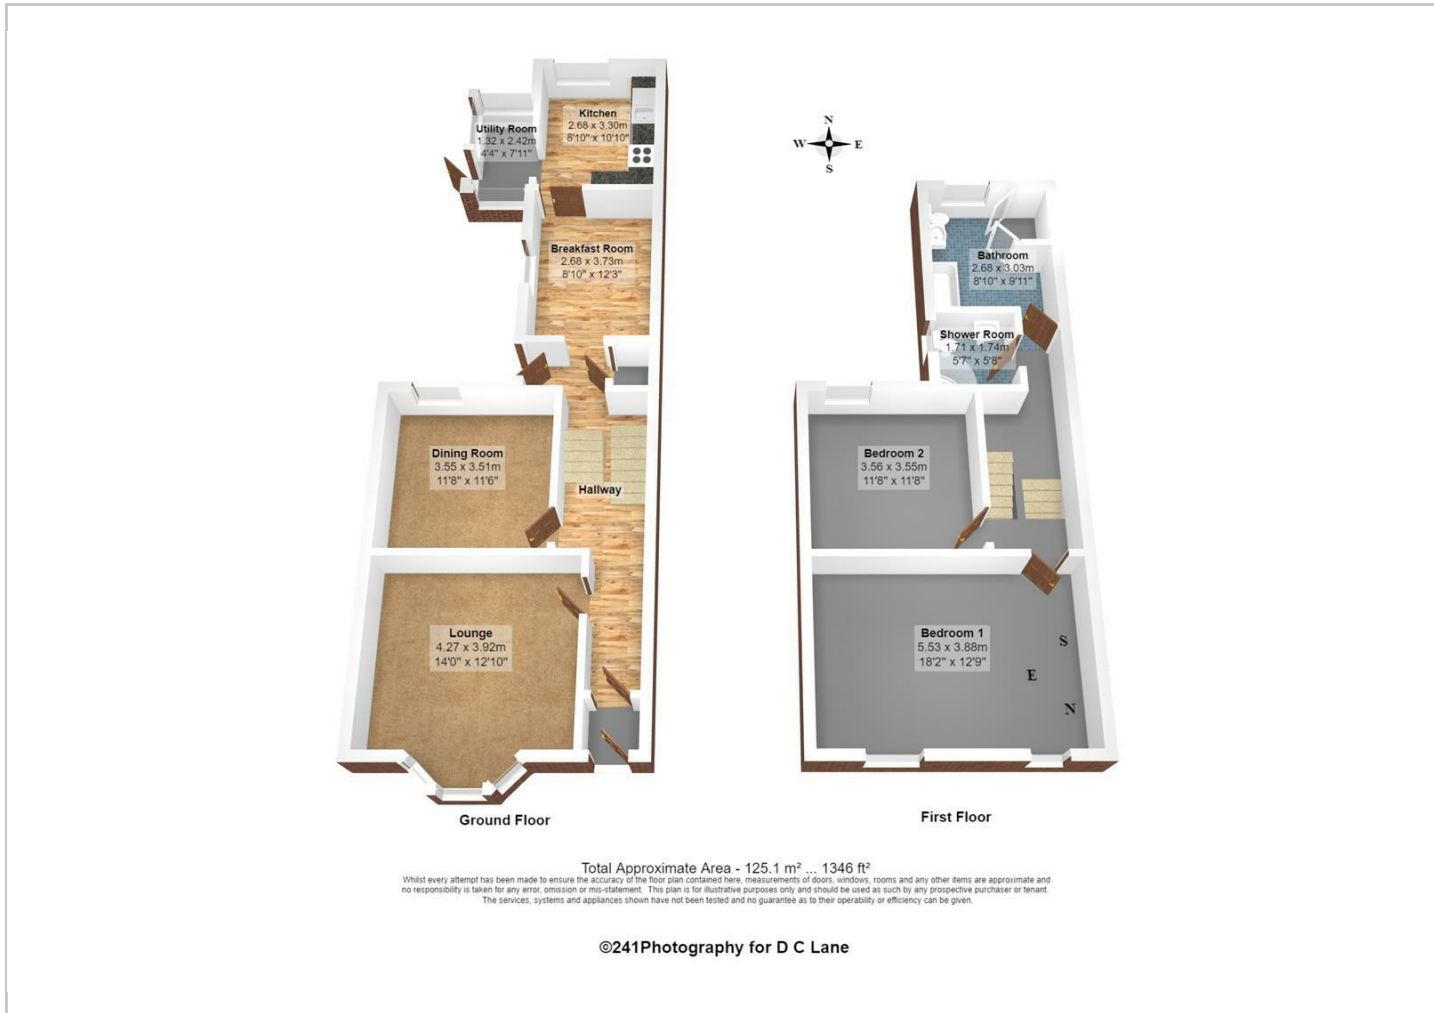 Kitchen
2.68 x 3.30m
8'10" x 10'10"
Utility Room
1.32 x 2.42m
4'4" x 7'11"
Breakfast Room
2.68 x 3.73m
8'10" x 12'3"
Dining Room
3.55 x 3.51m
11'8" x 11'6"
Hallway
Lounge
4.27 x 3.92m
14'0" x 12'10"
Ground Floor
N
W E
S
Bathroom
2.68 x 3.03m
8'10" x 9'11"
Shower Room
1.71 x 1.74m
5'7" x 5'8"
Bedroom 2
3.56 x 3.55m
11'8" x 11'8"
Bedroom 1
5.53 x 3.88m
18'2" x 12'9"
S
E
N
First Floor
Total Approximate Area - 125.1 m² ... 1346 ft²
Whilst every attempt has been made to ensure the accuracy of the floor plan contained here, measurements of doors, windows, rooms and any other items are approximate and
no responsibility is taken for any error, omission or mis-statement. This plan is for illustrative purposes only and should be used as such by any prospective purchaser or tenant.
The services, systems and appliances shown have not been tested and no guarantee as to their operability or efficiency can be given.
©241Photography for D C Lane